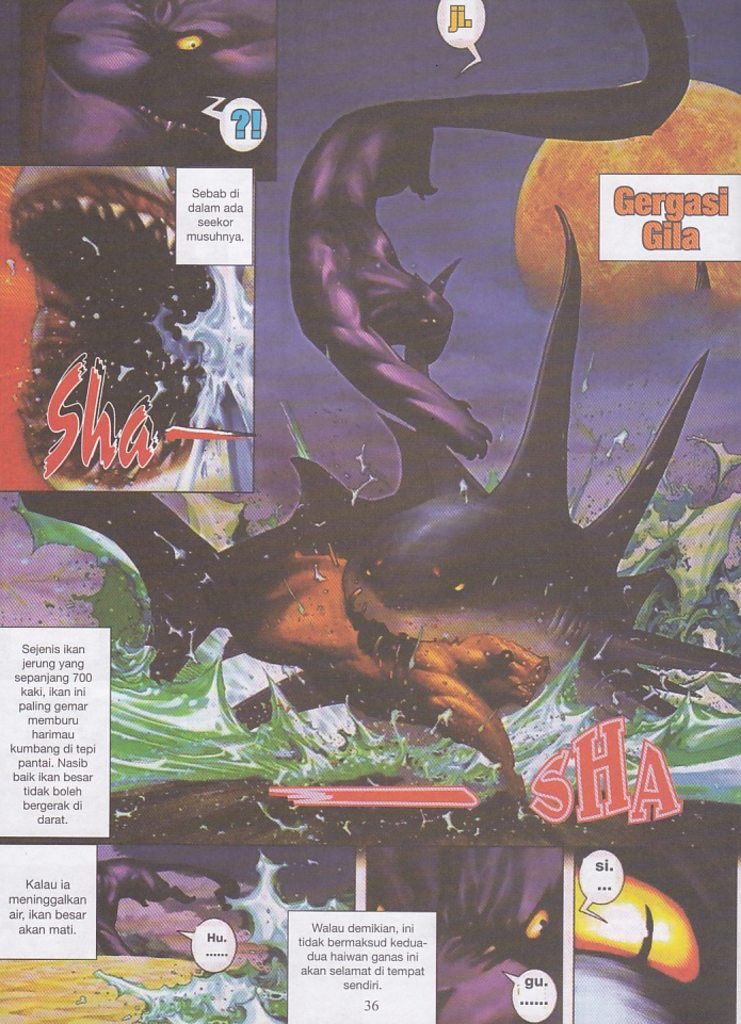 ji.
?!
Sebab di
dalam ada
seekor
musuhnya.
Gergasi
Gila
Sha
Sejenis ikan
jerung yang
sepanjang 700
kaki, ikan ini
paling gemar
memburu
harimau
kumbang di tepi
pantai. Nasib
baik ikan besar
tidak boleh
bergerak di
darat.
SHA
Kalau ia
meninggalkan
air, ikan besar
akan mati.
Hu.
......
Walau demikian, ini
tidak bermaksud kedua-
dua haiwan ganas ini
akan selamat di tempat
sendiri.
gu.
......
si.
...
36